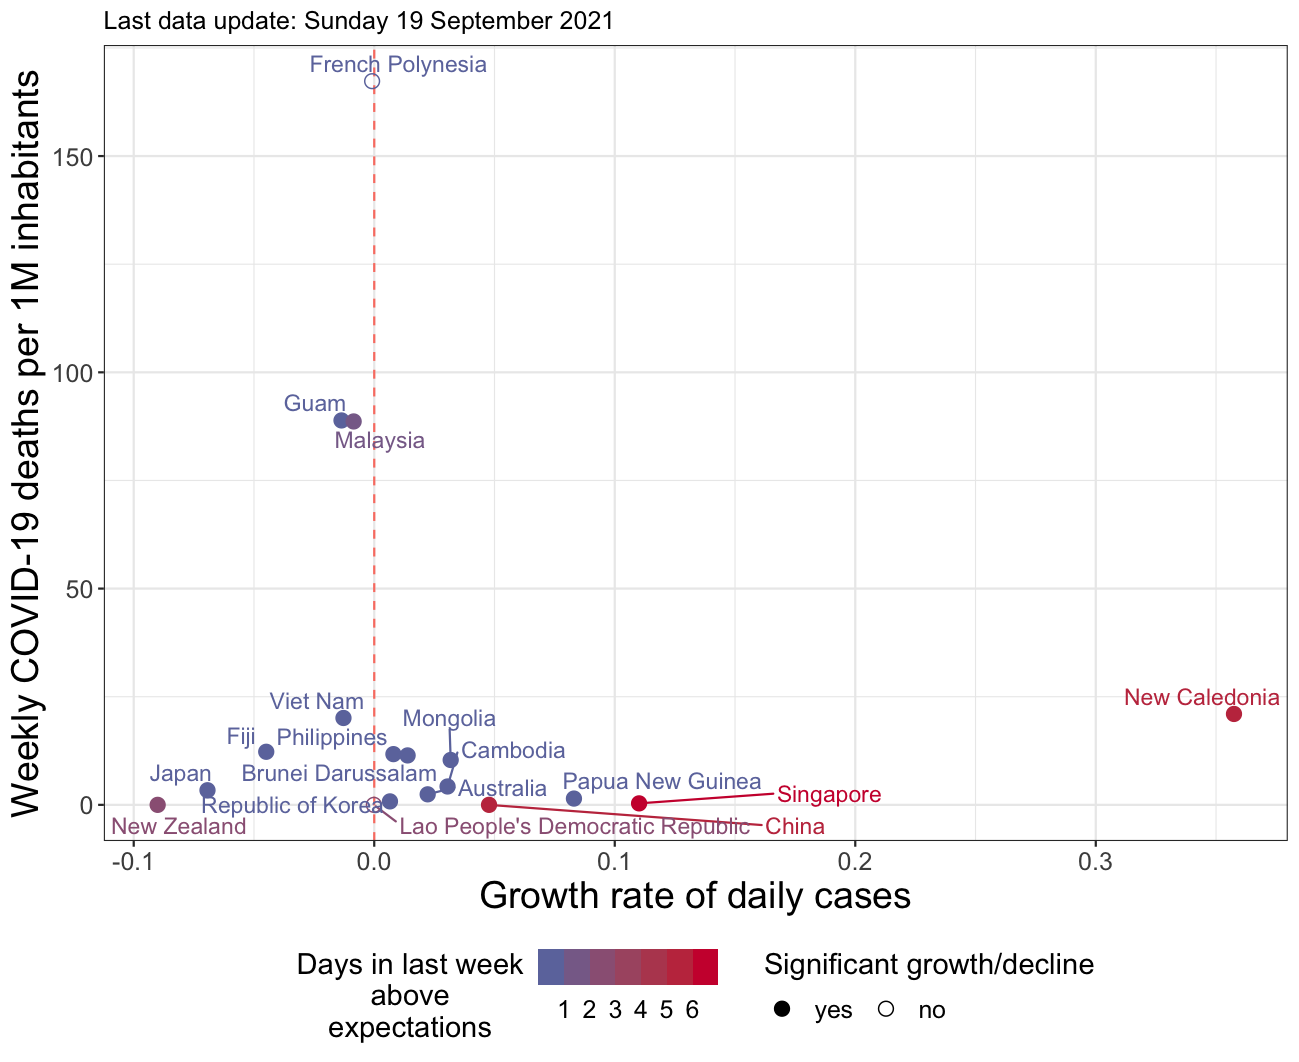 Last data update: Sunday 19 September 2021
Weekly COVID-19 deaths per 1M inhabitants
150
100
50
0
French Polynesia
Guam
Malaysia
New Caledonia
Viet Nam
Mongolia
Fiji
Philippines
Cambodia
Japan
Brunei Darussalam
Australia
Papua New Guinea
Singapore
Republic of Korea
New Zealand
Lao People's Democratic Republic
China
-0.1
0.0
0.1
0.2
0.3
Growth rate of daily cases
Days in last week
above
expectations
1 2 3 4 5 6
Significant growth/decline
yes
no